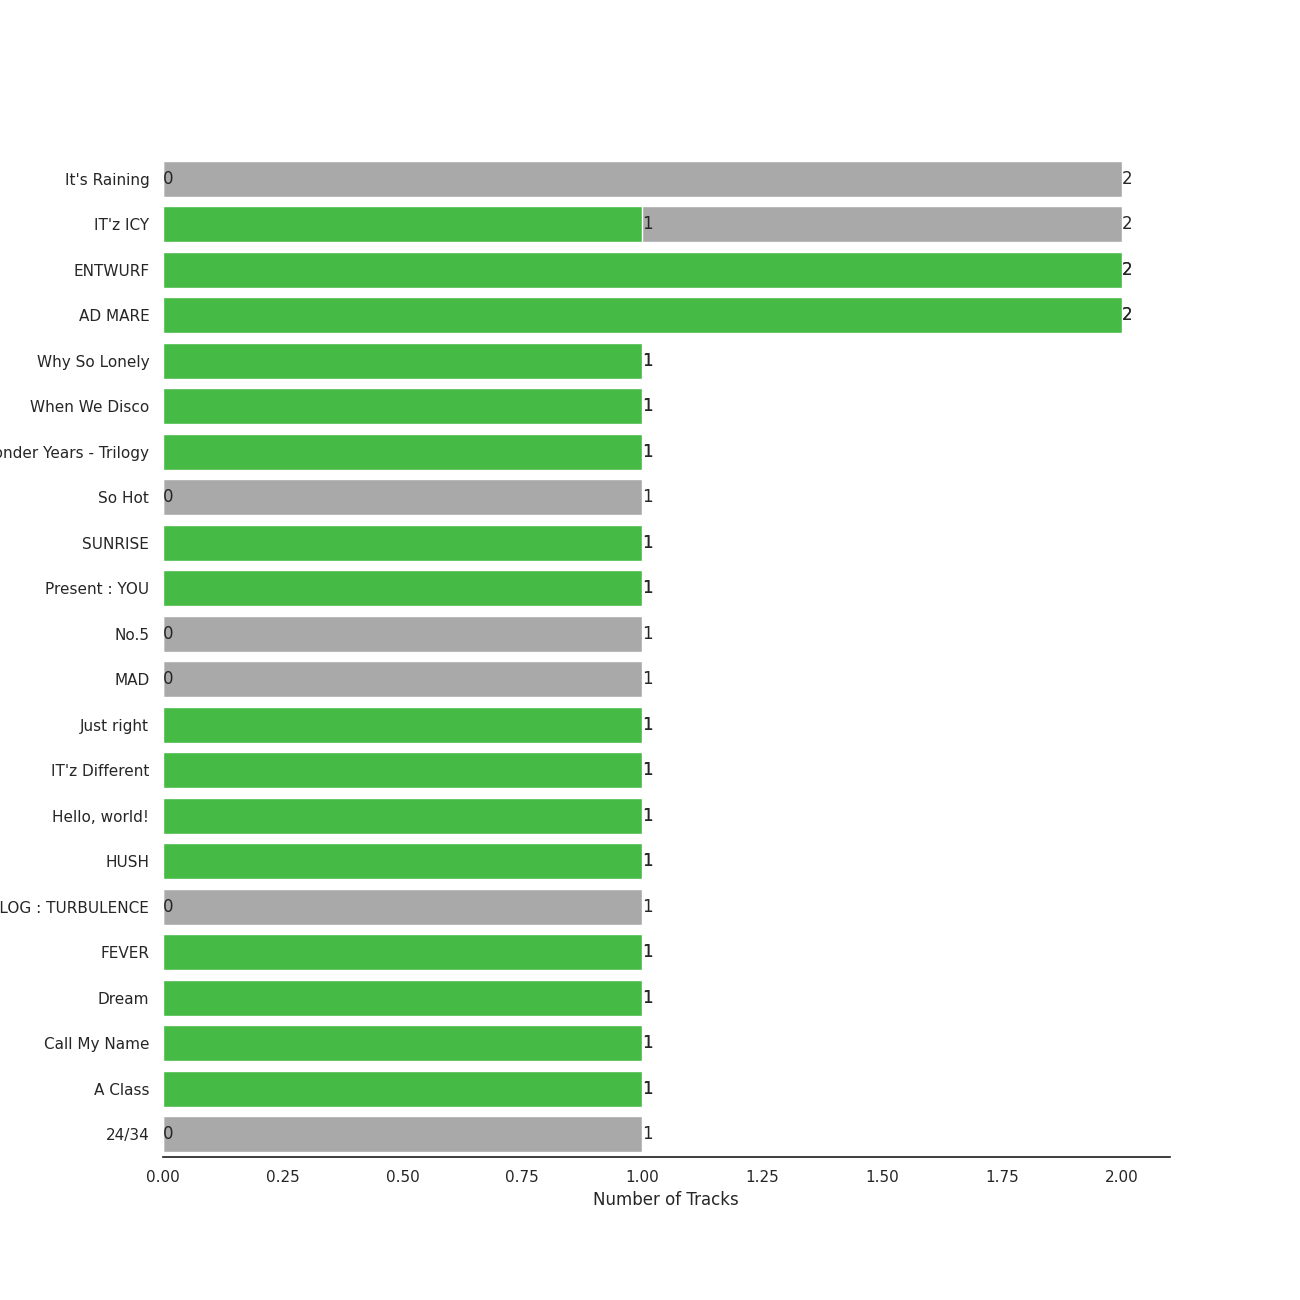 It's Raining 0 2
IT'z ICY 1 2
ENTWURF 2
AD MARE 2
Why So Lonely 1
When We Disco 1
onder Years - Trilogy 1
So Hot 0 1
SUNRISE 1
Present : YOU 1
No.5 0 1
MAD 0 1
Just right 1
IT'z Different 1
Hello, world! 1
HUSH 1
LOG : TURBULENCE 0 1
FEVER 1
Dream 1
Call My Name 1
A Class 1
24/34 0 1
0.00 0.25 0.50 0.75 1.00 1.25 1.50 1.75 2.00
Number of Tracks